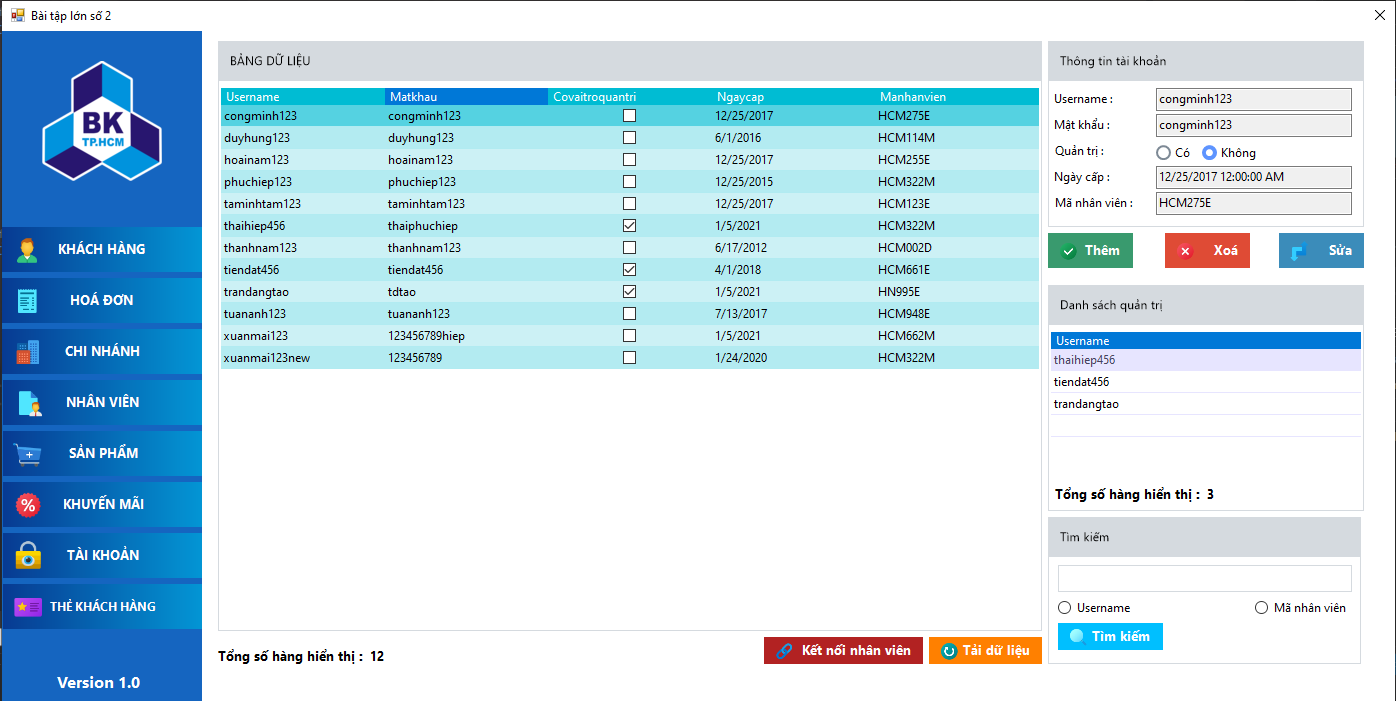 Bài tập lớn số 2
BK
TP.HCM
KHÁCH HÀNG
HOÁ ĐƠN
CHI NHÁNH
NHÂN VIÊN
SẢN PHẨM
KHUYẾN MÃI
TÀI KHOẢN
THẺ KHÁCH HÀNG
Version 1.0
BẢNG DỮ LIỆU
Username Matkhau Covaitroquantri Ngaycap Manhanvien
congminh123 congminh123 12/25/2017 HCM275E
duyhung123 duyhung123 6/1/2016 HCM114M
hoainam123 hoainam123 12/25/2017 HCM255E
phuchiep123 phuchiep123 12/25/2015 HCM322M
taminhtam123 taminhtam123 12/25/2017 HCM123E
thaihiep456 thaiphuchiep 1/5/2021 HCM322M
thanhnam123 thanhnam123 6/17/2012 HCM002D
tiendat456 tiendat456 4/1/2018 HCM661E
trandangtao tdtao 1/5/2021 HN995E
tuananh123 tuananh123 7/13/2017 HCM948E
xuanmai123 123456789hiep 1/5/2021 HCM662M
xuanmai123new 123456789 1/24/2020 HCM322M
Tổng số hàng hiển thị : 12
Kết nối nhân viên
Tải dữ liệu
Thông tin tài khoản
Username : congminh123
Mật khẩu : congminh123
Quản trị : Có Không
Ngày cấp : 12/25/2017 12:00:00 AM
Mã nhân viên : HCM275E
Thêm Xoá Sửa
Danh sách quản trị
Username
thaihiep456
tiendat456
trandangtao
Tổng số hàng hiển thị : 3
Tìm kiếm
Username Mã nhân viên
Tìm kiếm